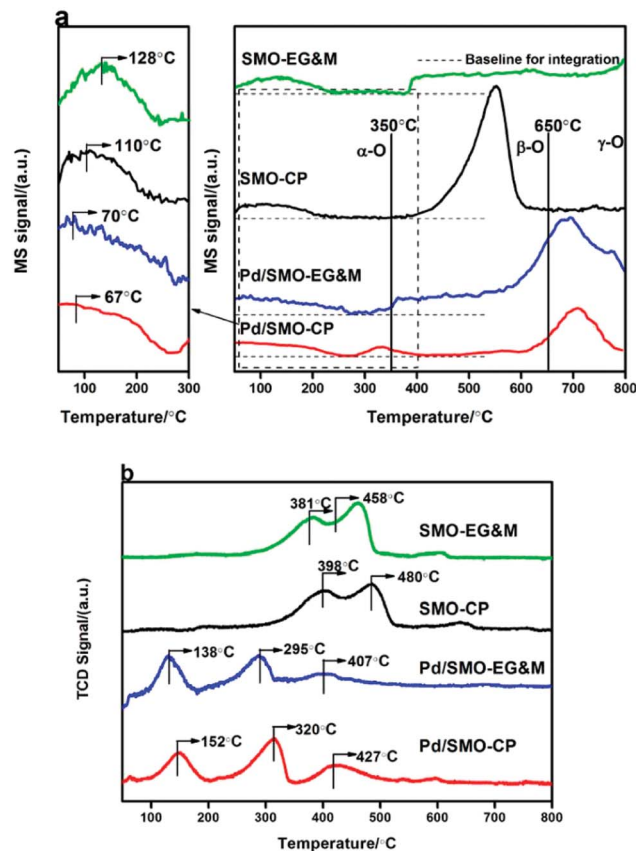 a
128°C
110°C
70°C
67°C
MS signal/(a.u.)
100 200 300
Temperature/°C
SMO-EG&M
Baseline for integration
350°C
650°C
α-O
β-O
γ-O
SMO-CP
Pd/SMO-EG&M
Pd/SMO-CP
MS signal/(a.u.)
100 200 300 400 500 600 700 800
Temperature/°C
b
381°C
458°C
SMO-EG&M
398°C
480°C
SMO-CP
138°C
295°C
407°C
Pd/SMO-EG&M
152°C
320°C
427°C
Pd/SMO-CP
TCD Signal/(a.u.)
100 200 300 400 500 600 700 800
Temperature/°C